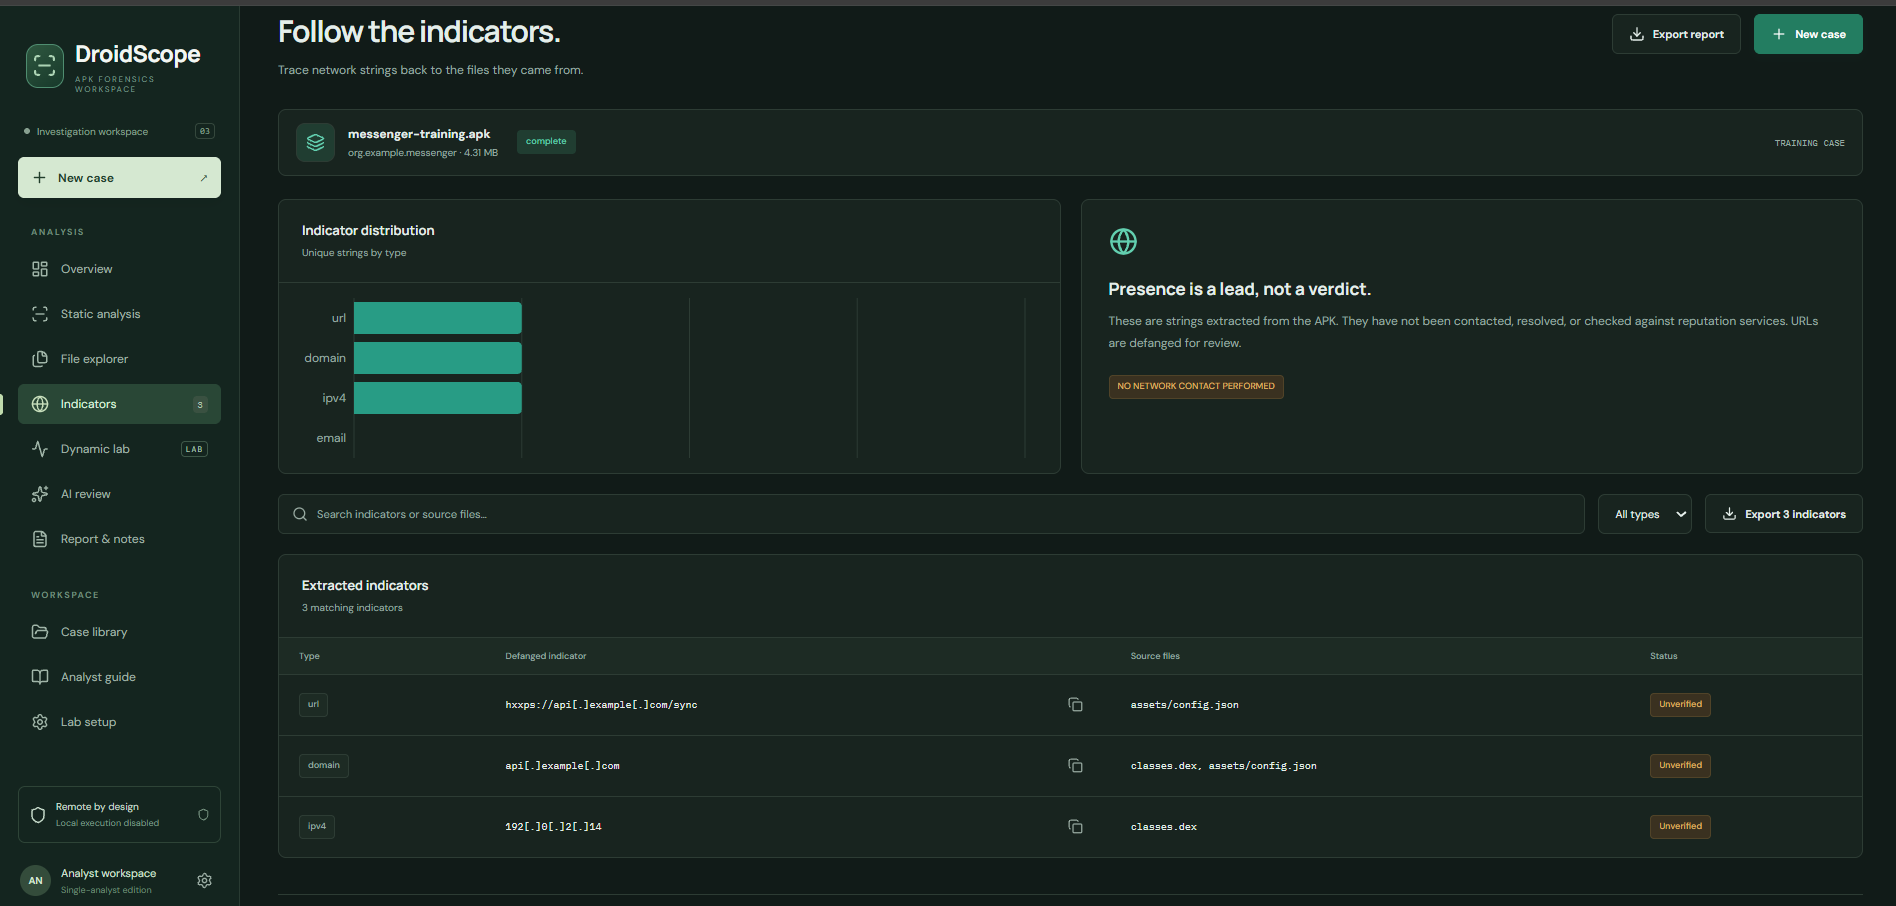 DroidScope
APK FORENSICS
WORKSPACE
Investigation workspace 03
New case ↗
ANALYSIS
Overview
Static analysis
File explorer
Indicators 3
Dynamic lab LAB
AI review
Report & notes
WORKSPACE
Case library
Analyst guide
Lab setup
Remote by design
Local execution disabled
AN
Analyst workspace
Single-analyst edition
Follow the indicators.
Trace network strings back to the files they came from.
Export report
New case
messenger-training.apk
org.example.messenger · 4.31 MB
complete
TRAINING CASE
Indicator distribution
Unique strings by type
url
domain
ipv4
email
Presence is a lead, not a verdict.
These are strings extracted from the APK. They have not been contacted, resolved, or checked against reputation services. URLs
are defanged for review.
NO NETWORK CONTACT PERFORMED
Search indicators or source files…
All types
Export 3 indicators
Extracted indicators
3 matching indicators
Type Defanged indicator Source files Status
url hxxps://api[.]example[.]com/sync assets/config.json Unverified
domain api[.]example[.]com classes.dex, assets/config.json Unverified
ipv4 192[.]0[.]2[.]14 classes.dex Unverified